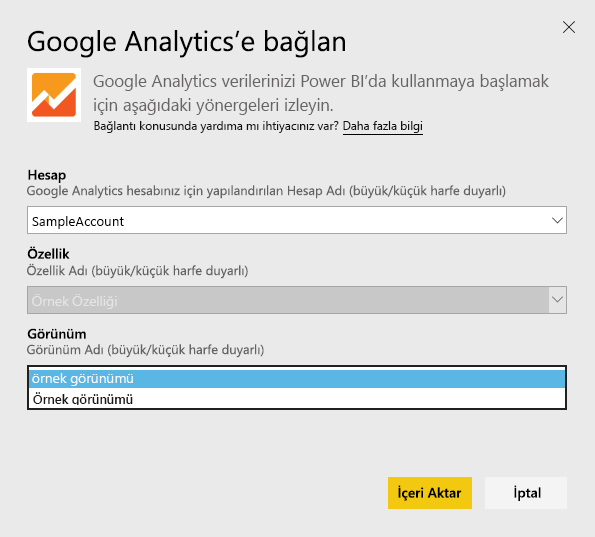 Google Analytics’e bağlan
Google Analytics verilerinizi Power BI’da kullanmaya başlamak
için aşağıdaki yönergeleri izleyin.
Bağlantı konusunda yardıma mı ihtiyacınız var? Daha fazla bilgi
Hesap
Google Analytics hesabınız için yapılandırılan Hesap Adı (büyük/küçük harfe duyarlı)
SampleAccount
Özellik
Özellik Adı (büyük/küçük harfe duyarlı)
Örnek Özelliği
Görünüm
Görünüm Adı (büyük/küçük harfe duyarlı)
örnek görünümü
Örnek görünümü
İçeri Aktar
İptal